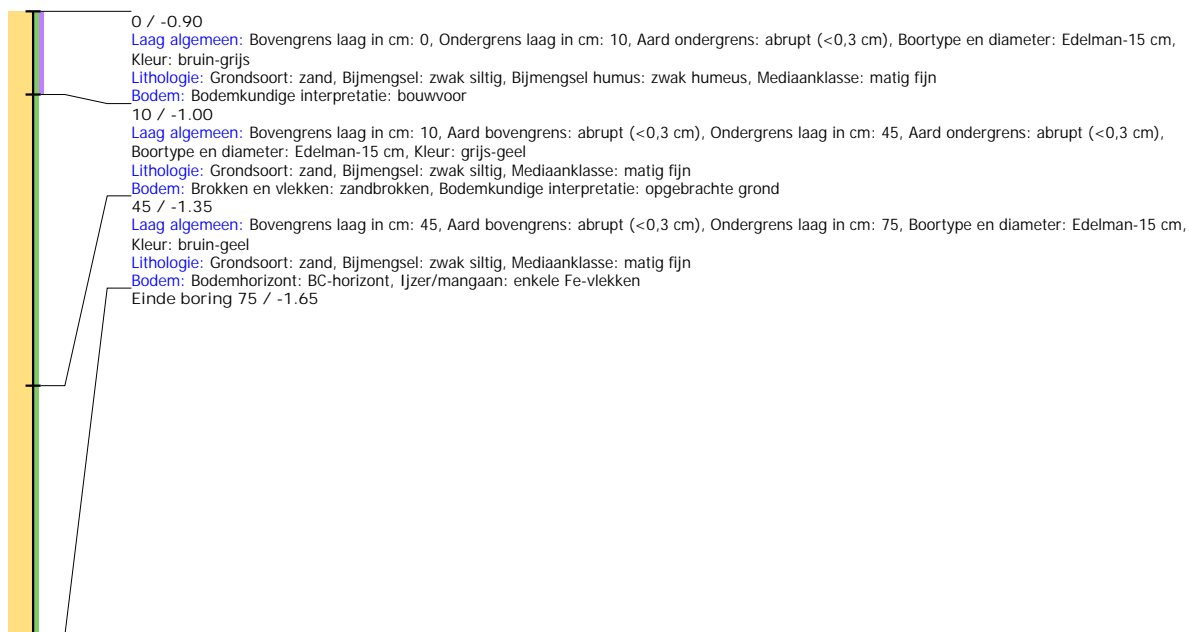 0 / -0.90
Laag algemeen: Bovengrens laag in cm: 0, Ondergrens laag in cm: 10, Aard ondergrens: abrupt (<0,3 cm), Boortype en diameter: Edelman-15 cm,
Kleur: bruin-grijs
Lithologie: Grondsoort: zand, Bijmengsel: zwak siltig, Bijmengsel humus: zwak humeus, Mediaanklasse: matig fijn
Bodem: Bodemkundige interpretatie: bouwvoor
10 / -1.00
Laag algemeen: Bovengrens laag in cm: 10, Aard bovengrens: abrupt (<0,3 cm), Ondergrens laag in cm: 45, Aard ondergrens: abrupt (<0,3 cm),
Boortype en diameter: Edelman-15 cm, Kleur: grijs-geel
Lithologie: Grondsoort: zand, Bijmengsel: zwak siltig, Mediaanklasse: matig fijn
Bodem: Brokken en vlekken: zandbrokken, Bodemkundige interpretatie: opgebrachte grond
45 / -1.35
Laag algemeen: Bovengrens laag in cm: 45, Aard bovengrens: abrupt (<0,3 cm), Ondergrens laag in cm: 75, Boortype en diameter: Edelman-15 cm,
Kleur: bruin-geel
Lithologie: Grondsoort: zand, Bijmengsel: zwak siltig, Mediaanklasse: matig fijn
Bodem: Bodemhorizont: BC-horizont, Ijzer/mangaan: enkele Fe-vlekken
Einde boring 75 / -1.65